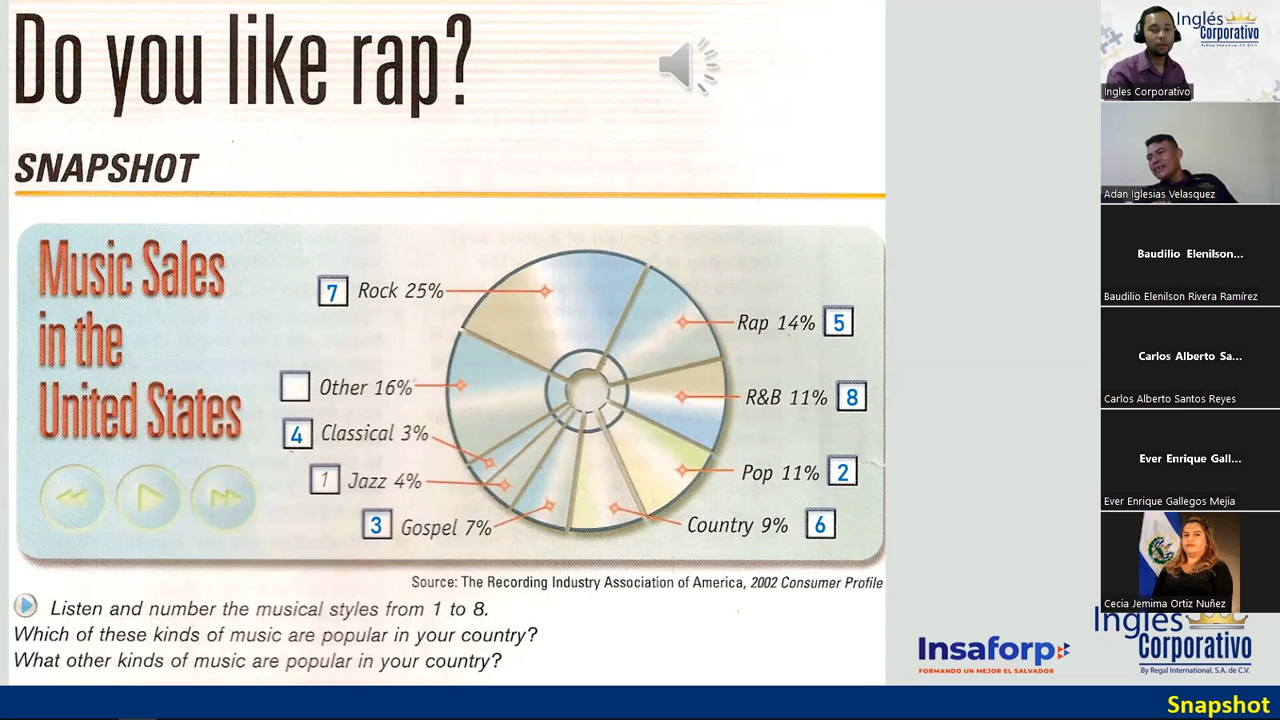 Do you like rap?
SNAPSHOT
Music Sales
in the
United States
7 Rock 25%
Other 16%
4 Classical 3%
1 Jazz 4%
3 Gospel 7%
Rap 14% 5
R&B 11% 8
Pop 11% 2
Country 9% 6
Source: The Recording Industry Association of America, 2002 Consumer Profile
Listen and number the musical styles from 1 to 8.
Which of these kinds of music are popular in your country?
What other kinds of music are popular in your country?
Insaforp
FORMANDO UN MEJOR EL SALVADOR
Inglés
Corporativo
By Regal International, S.A. de C.V.
Snapshot
Inglés
Corporativo
By Regal International, S.A. de C.V.
Ingles Corporativo
Adan Iglesias Velasquez
Baudilio Elenilson...
Baudilio Elenilson Rivera Ramírez
Carlos Alberto Sa...
Carlos Alberto Santos Reyes
Ever Enrique Gall...
Ever Enrique Gallegos Mejia
Cecia Jemima Ortiz Nuñez